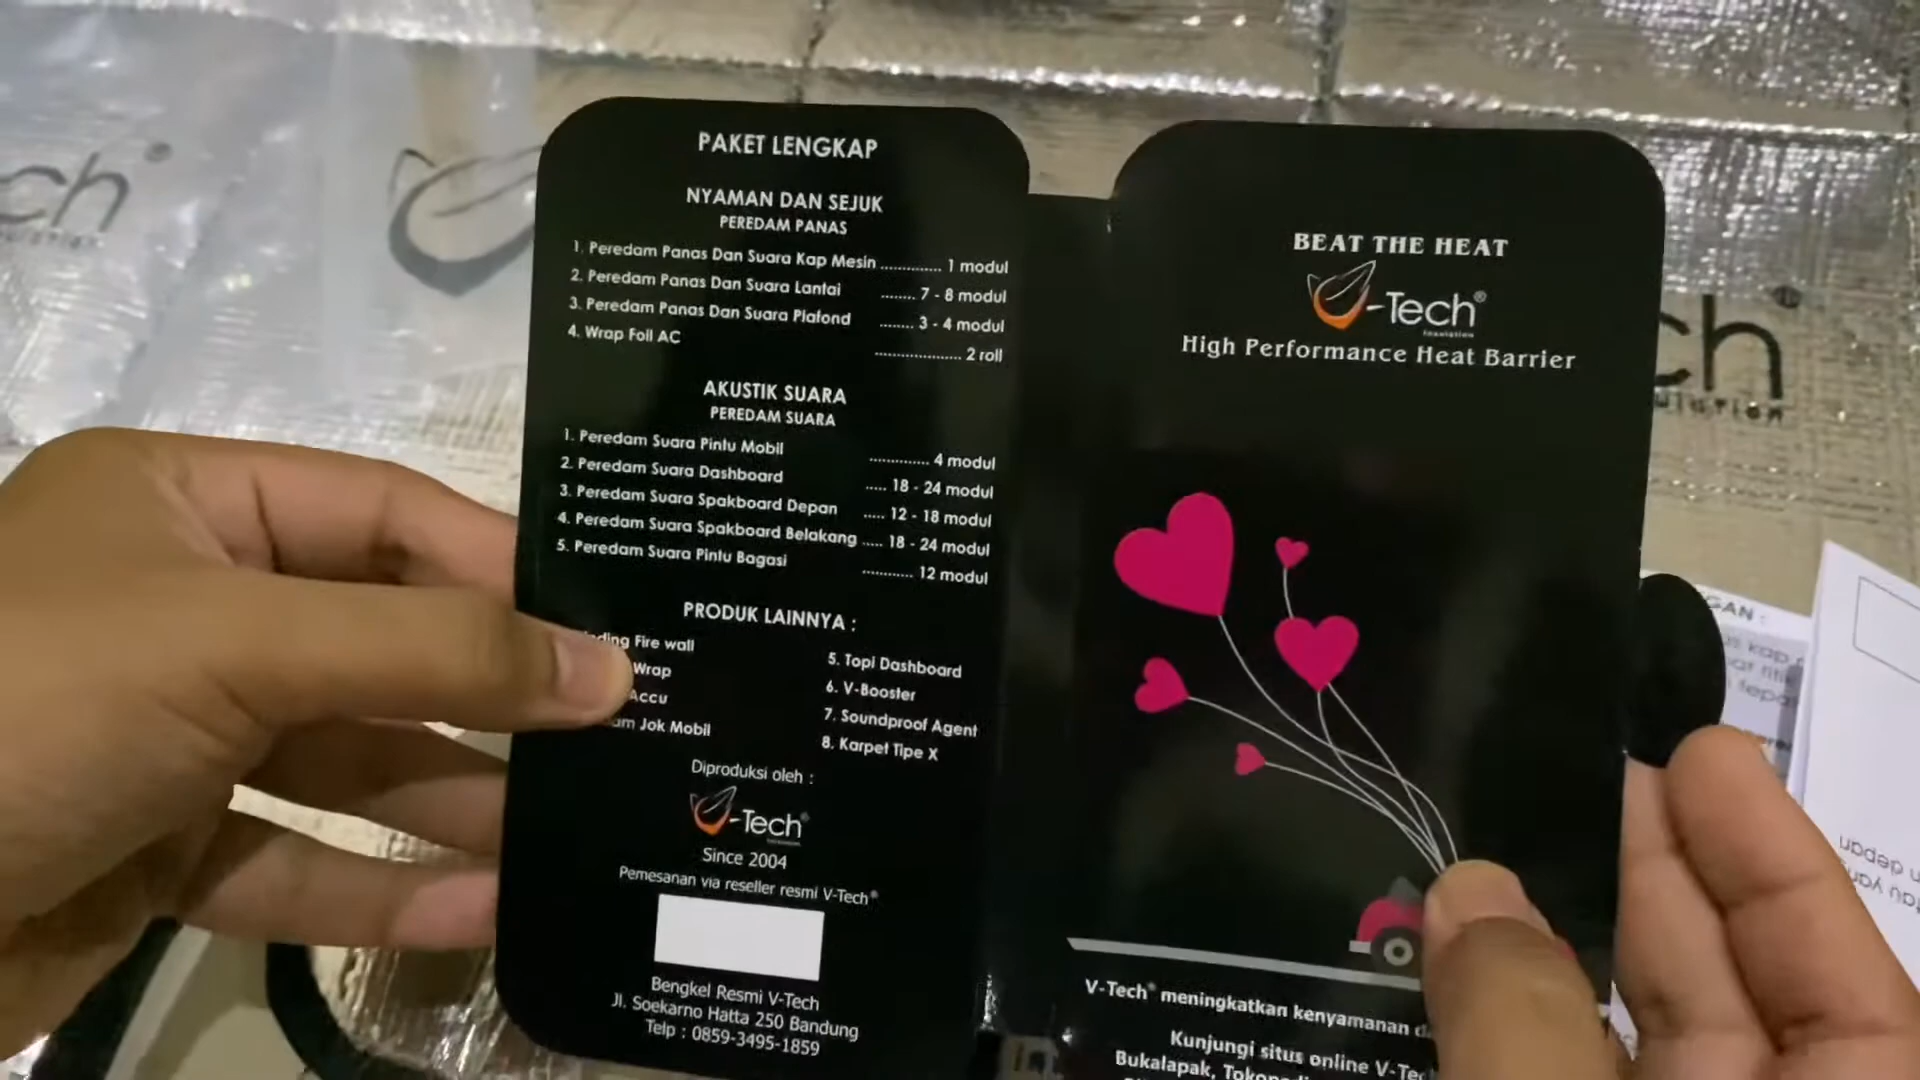 PAKET LENGKAP
NYAMAN DAN SEJUK
PEREDAM PANAS
1. Peredam Panas Dan Suara Kap Mesin ............. 1 modul
2. Peredam Panas Dan Suara Lantai ........ 7 - 8 modul
3. Peredam Panas Dan Suara Plafond ........ 3 - 4 modul
4. Wrap Foil AC ................... 2 roll
AKUSTIK SUARA
PEREDAM SUARA
1. Peredam Suara Pintu Mobil ............. 4 modul
2. Peredam Suara Dashboard ..... 18 - 24 modul
3. Peredam Suara Spakboard Depan ..... 12 - 18 modul
4. Peredam Suara Spakboard Belakang ..... 18 - 24 modul
5. Peredam Suara Pintu Bagasi ............ 12 modul
PRODUK LAINNYA :
Fire wall
Wrap
Accu
Jok Mobil
5. Topi Dashboard
6. V-Booster
7. Soundproof Agent
8. Karpet Tipe X
Diproduksi oleh :
V-Tech®
Since 2004
Pemesanan via reseller resmi V-Tech®
Bengkel Resmi V-Tech
Jl. Soekarno Hatta 250 Bandung
Telp : 0859-3495-1859
BEAT THE HEAT
V-Tech®
Insulation
High Performance Heat Barrier
V-Tech® meningkatkan kenyamanan
Kunjungi situs online V-Tec
Bukalapak,
ch®
ch
kap
depan
yang